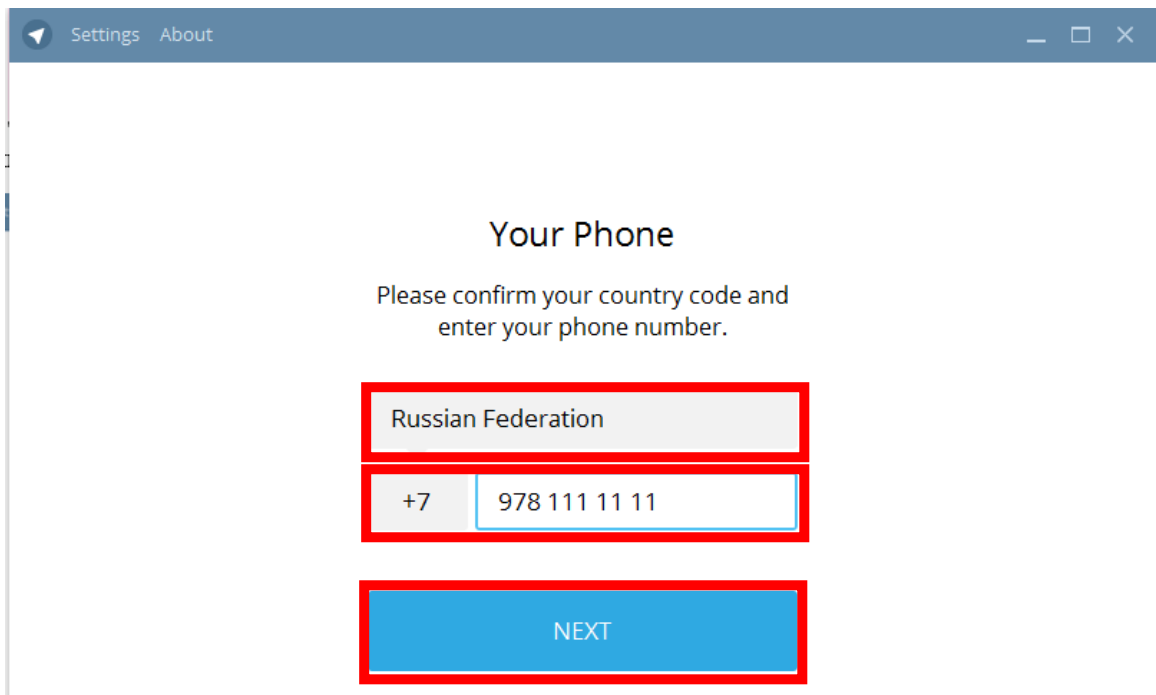 Settings About
Your Phone
Please confirm your country code and
enter your phone number.
Russian Federation
+7 978 111 11 11
NEXT